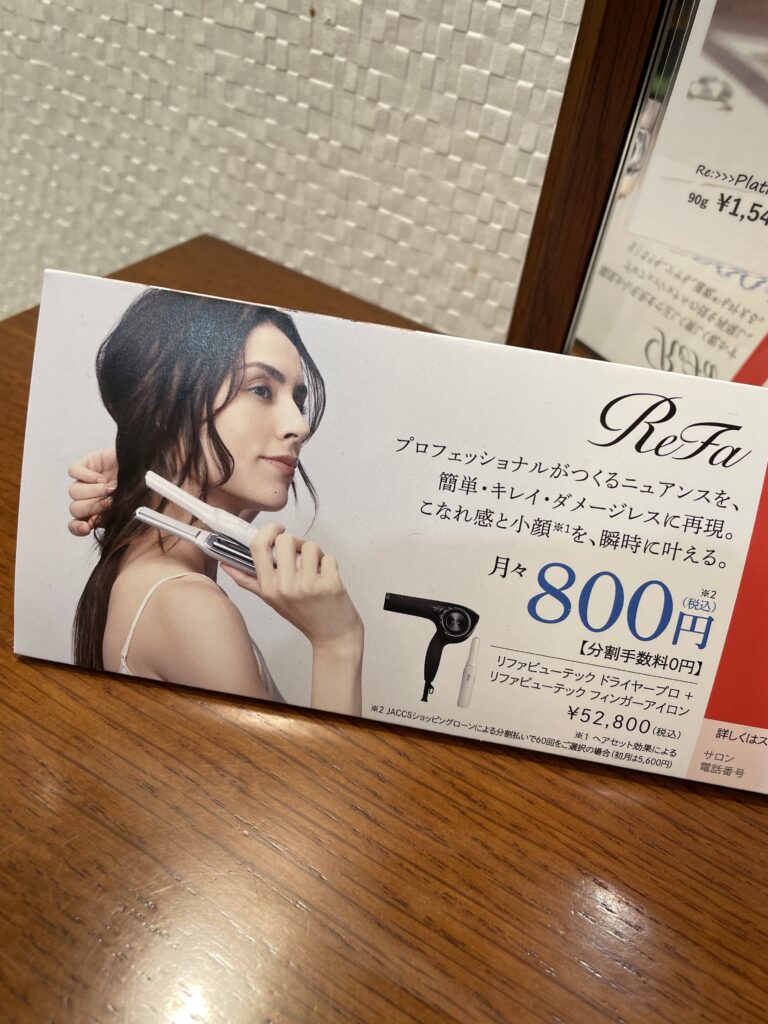 Re:>>>Plati
90g ¥1,54
ReFa
プロフェッショナルがつくるニュアンスを、
簡単・キレイ・ダメージレスに再現。
こなれ感と小顔※1を、瞬時に叶える。
月々800円(税込)※2
【分割手数料0円】
リファビューテック ドライヤープロ +
リファビューテック フィンガーアイロン
¥52,800(税込)
※1 ヘアセット効果による
※2 JACCSショッピングローンによる分割払いで60回をご選択の場合(初月は5,600円)
詳しくはス
サロン
電話番号